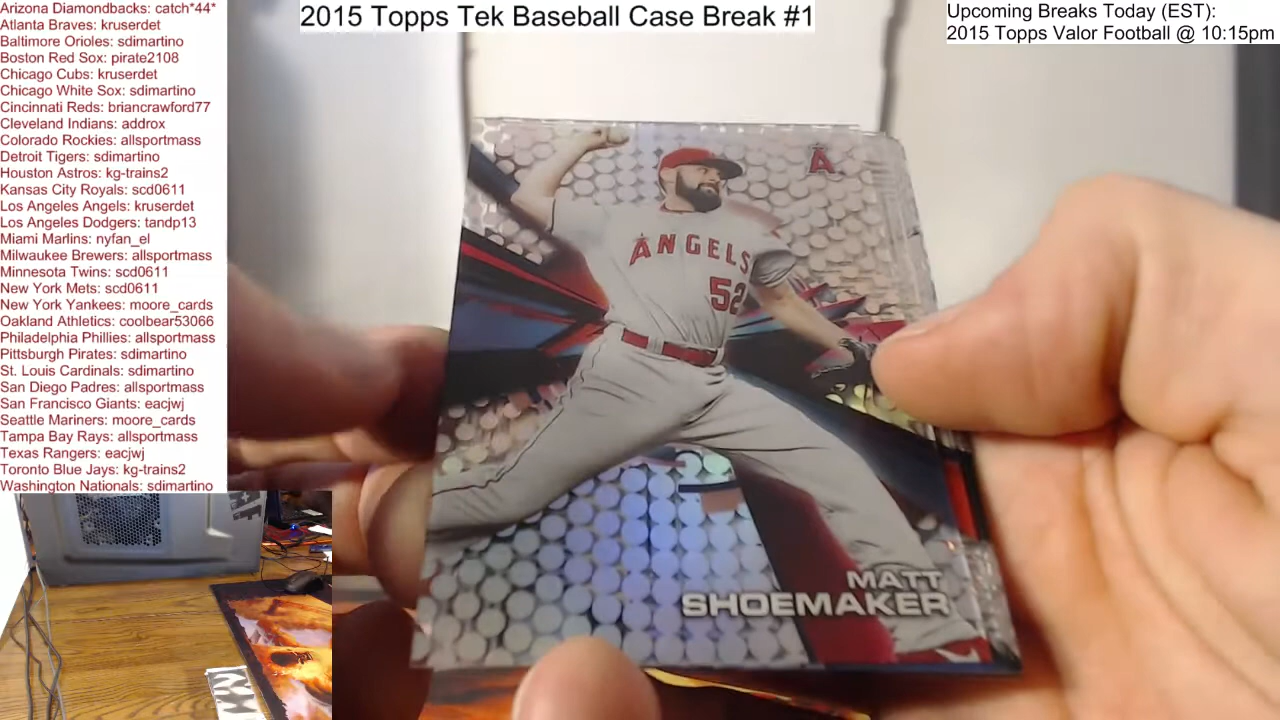 Arizona Diamondbacks: catch*44*
Atlanta Braves: kruserdet
Baltimore Orioles: sdimartino
Boston Red Sox: pirate2108
Chicago Cubs: kruserdet
Chicago White Sox: sdimartino
Cincinnati Reds: briancrawford77
Cleveland Indians: addrox
Colorado Rockies: allsportmass
Detroit Tigers: sdimartino
Houston Astros: kg-trains2
Kansas City Royals: scd0611
Los Angeles Angels: kruserdet
Los Angeles Dodgers: tandp13
Miami Marlins: nyfan_el
Milwaukee Brewers: allsportmass
Minnesota Twins: scd0611
New York Mets: scd0611
New York Yankees: moore_cards
Oakland Athletics: coolbear53066
Philadelphia Phillies: allsportmass
Pittsburgh Pirates: sdimartino
St. Louis Cardinals: sdimartino
San Diego Padres: allsportmass
San Francisco Giants: eacjwj
Seattle Mariners: moore_cards
Tampa Bay Rays: allsportmass
Texas Rangers: eacjwj
Toronto Blue Jays: kg-trains2
Washington Nationals: sdimartino
2015 Topps Tek Baseball Case Break #1
Upcoming Breaks Today (EST):
2015 Topps Valor Football @ 10:15pm
A
ANGELS
52
MATT
SHOEMAKER